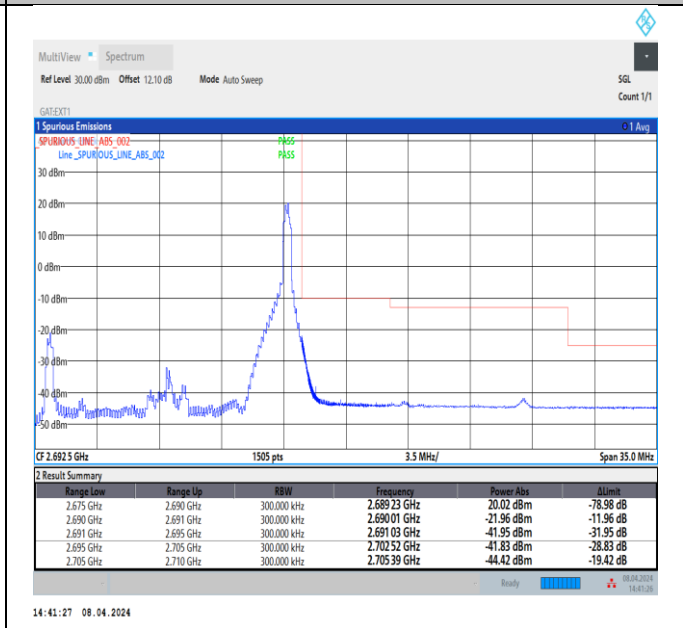 MultiView Spectrum
Ref Level 30.00 dBm Offset 12.10 dB Mode Auto Sweep SGL
Count 1/1
GAT:EXT1
1 Spurious Emissions 1 Avg
_SPURIOUS_LINE_ABS_002 PASS
Line _SPURIOUS_LINE_ABS_002 PASS
30 dBm
20 dBm
10 dBm
0 dBm
-10 dBm
-20 dBm
-30 dBm
-40 dBm
-50 dBm
CF 2.692 5 GHz 1505 pts 3.5 MHz/ Span 35.0 MHz
2 Result Summary
Range Low Range Up RBW Frequency Power Abs ΔLimit
2.675 GHz 2.690 GHz 300.000 kHz 2.689 23 GHz 20.02 dBm -78.98 dB
2.690 GHz 2.691 GHz 300.000 kHz 2.690 01 GHz -21.96 dBm -11.96 dB
2.691 GHz 2.695 GHz 300.000 kHz 2.691 03 GHz -41.95 dBm -31.95 dB
2.695 GHz 2.705 GHz 300.000 kHz 2.702 52 GHz -41.83 dBm -28.83 dB
2.705 GHz 2.710 GHz 300.000 kHz 2.705 39 GHz -44.42 dBm -19.42 dB
Ready 08.04.2024
14:41:26
14:41:27 08.04.2024